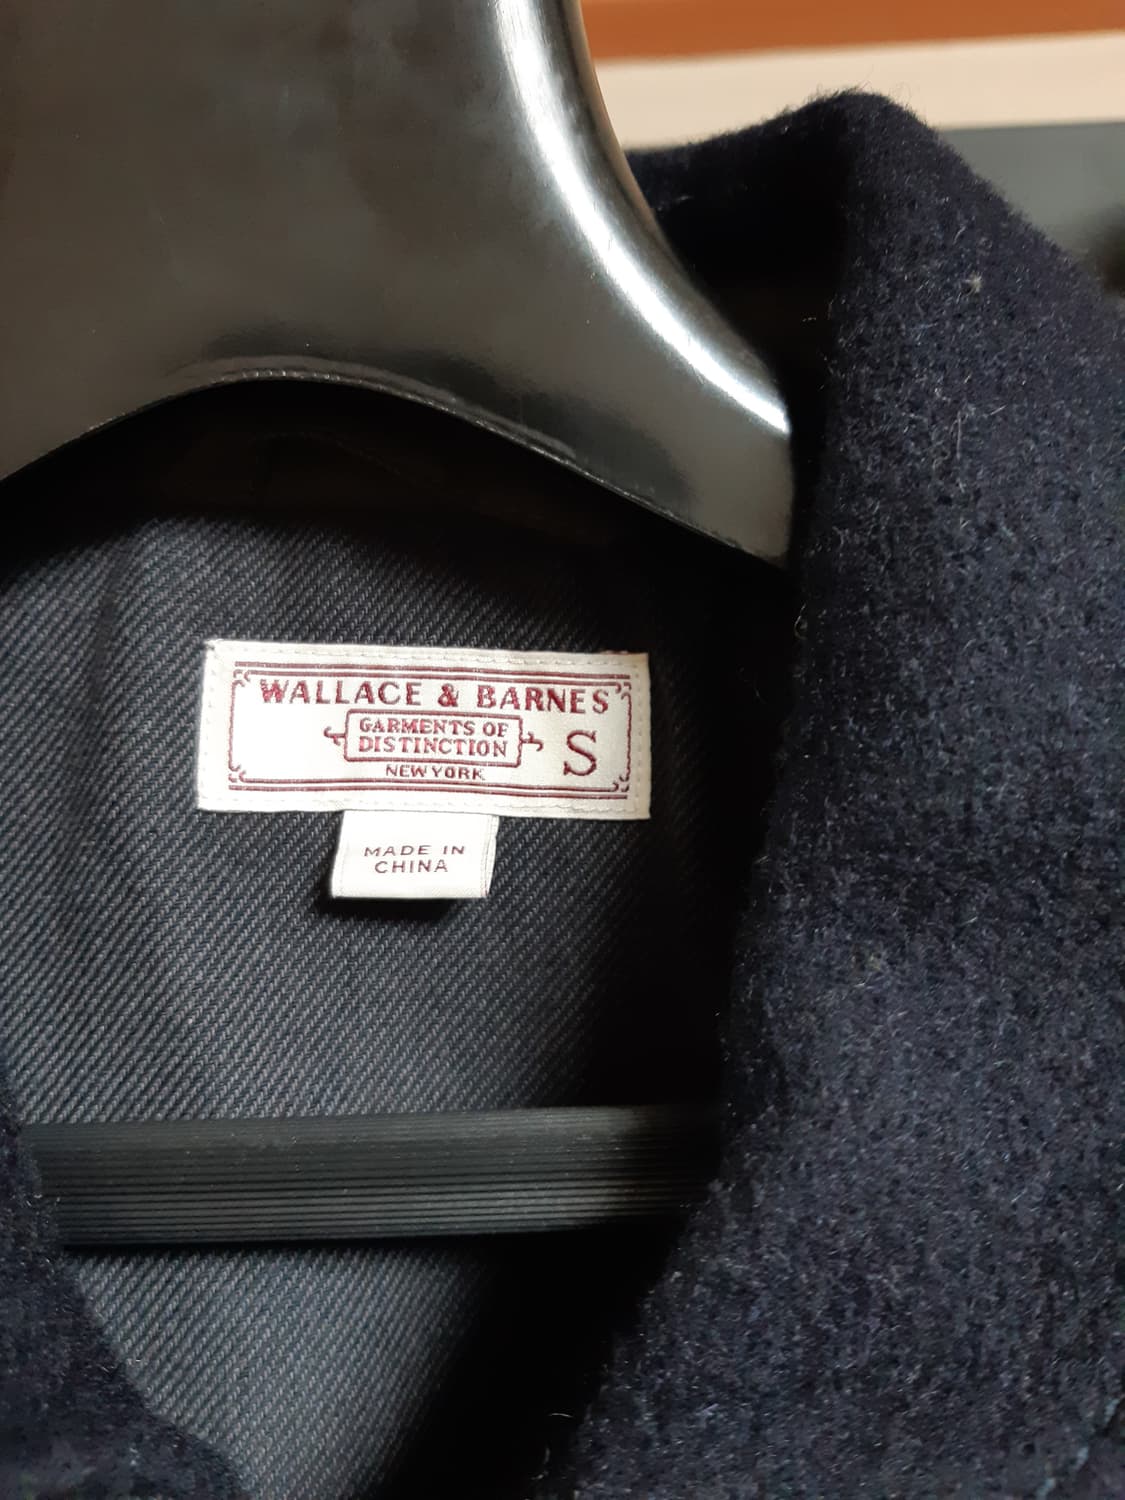 WALLACE & BARNES
GARMENTS OF
DISTINCTION
NEW YORK
S
MADE IN
CHINA